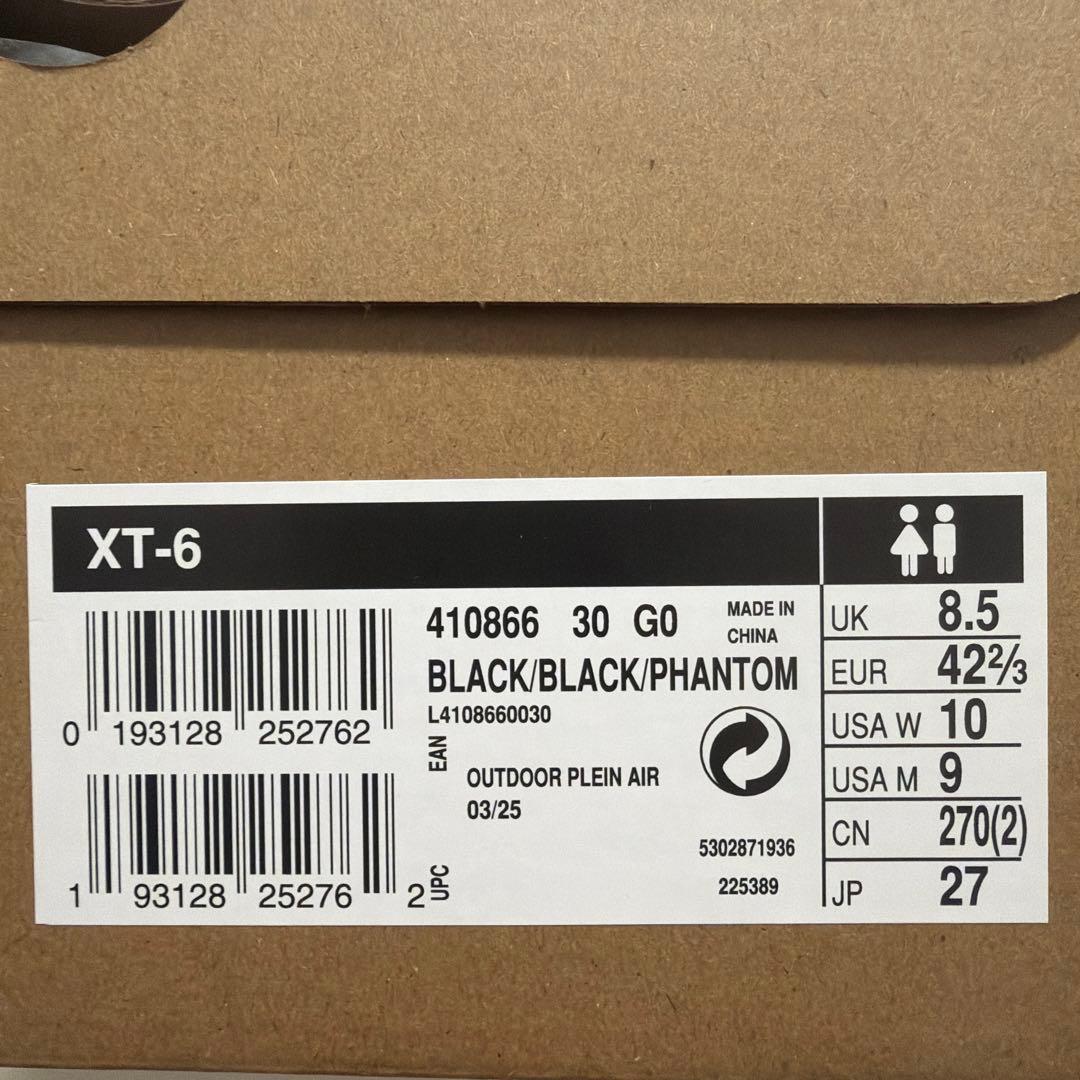 XT-6
410866 30 G0
MADE IN
CHINA
BLACK/BLACK/PHANTOM
L4108660030
0 193128 252762
EAN
OUTDOOR PLEIN AIR
03/25
5302871936
225389
1 93128 25276 2
UPC
UK 8.5
EUR 42⅔
USA W 10
USA M 9
CN 270(2)
JP 27